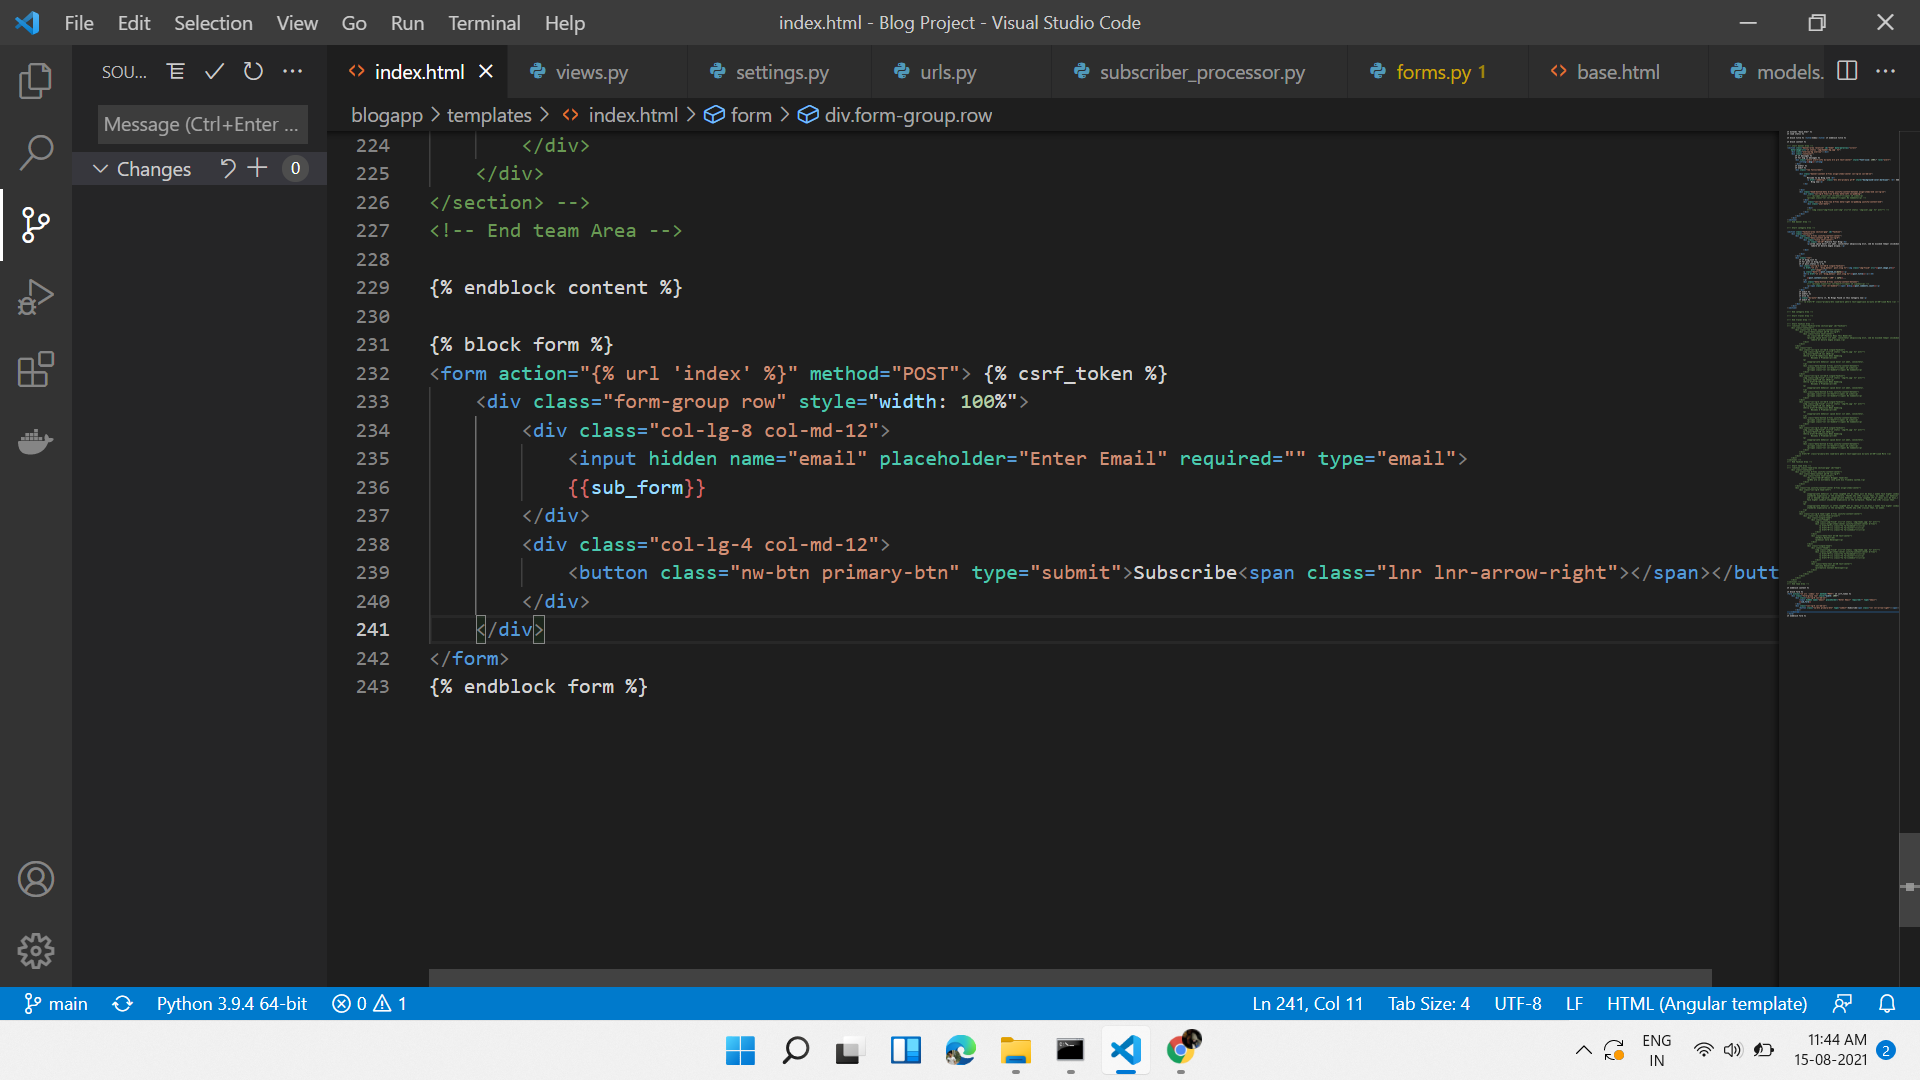 File Edit Selection View Go Run Terminal Help
index.html - Blog Project - Visual Studio Code
SOU...
index.html views.py settings.py urls.py subscriber_processor.py forms.py 1 base.html models.
Message (Ctrl+Enter ...
Changes 0
blogapp > templates > index.html > form > div.form-group.row
224 </div>
225 </div>
226 </section> -->
227 <!-- End team Area -->
228
229 {% endblock content %}
230
231 {% block form %}
232 <form action="{% url 'index' %}" method="POST"> {% csrf_token %}
233 <div class="form-group row" style="width: 100%">
234 <div class="col-lg-8 col-md-12">
235 <input hidden name="email" placeholder="Enter Email" required="" type="email">
236 {{sub_form}}
237 </div>
238 <div class="col-lg-4 col-md-12">
239 <button class="nw-btn primary-btn" type="submit">Subscribe<span class="lnr lnr-arrow-right"></span></butt
240 </div>
241 </div>
242 </form>
243 {% endblock form %}
main Python 3.9.4 64-bit 0 1 Ln 241, Col 11 Tab Size: 4 UTF-8 LF HTML (Angular template)
ENG
IN
11:44 AM
15-08-2021
2